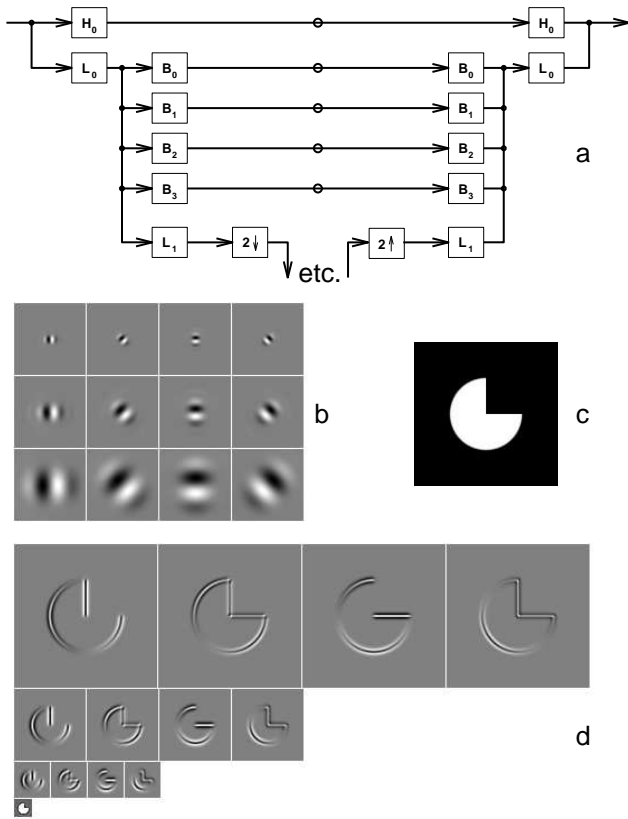 H0 H0
L0 B0 B0 L0
B1 B1
B2 B2 a
B3 B3
L1 2↓ 2↑ L1
etc.
b
c
d